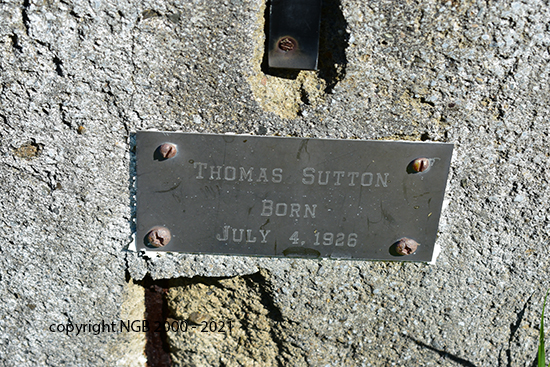 THOMAS SUTTON
BORN
JULY 4, 1926
copyright NGB 2000 - 2021